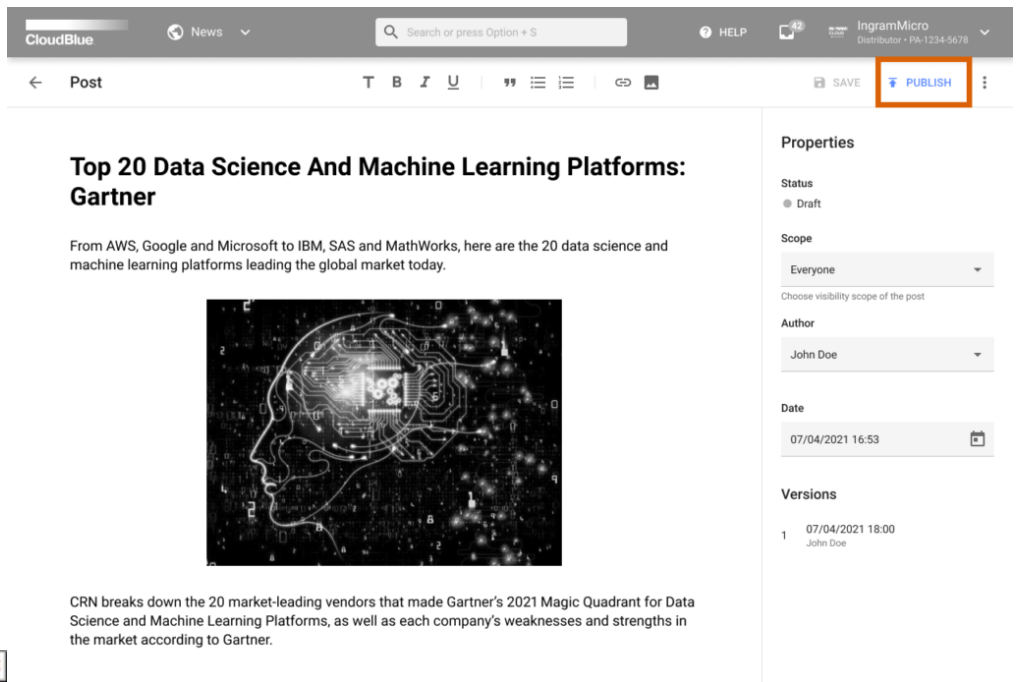 CloudBlue
News
Search or press Option + S
HELP
42
IngramMicro
Distributor • PA-1234-5678
Post
T B I U
SAVE
PUBLISH
Top 20 Data Science And Machine Learning Platforms:
Gartner
From AWS, Google and Microsoft to IBM, SAS and MathWorks, here are the 20 data science and
machine learning platforms leading the global market today.
CRN breaks down the 20 market-leading vendors that made Gartner’s 2021 Magic Quadrant for Data
Science and Machine Learning Platforms, as well as each company’s weaknesses and strengths in
the market according to Gartner.
Properties
Status
Draft
Scope
Everyone
Choose visibility scope of the post
Author
John Doe
Date
07/04/2021 16:53
Versions
1 07/04/2021 18:00
John Doe